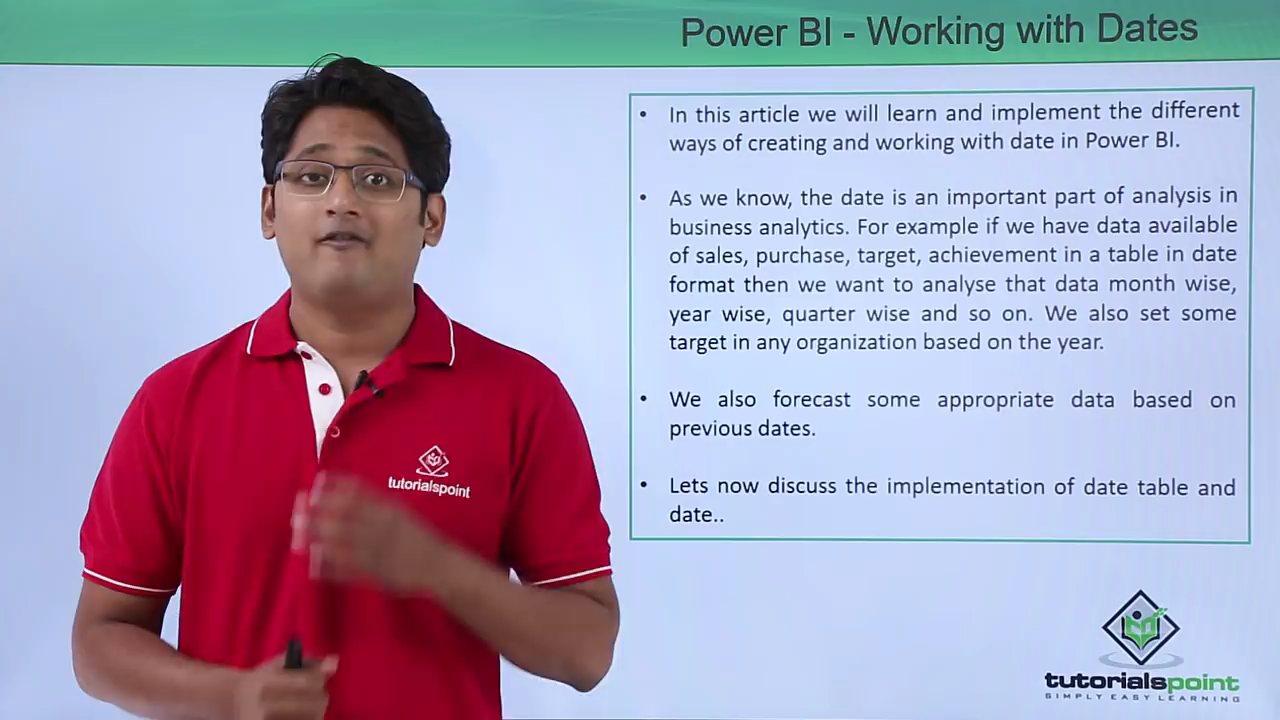 Power BI - Working with Dates
• In this article we will learn and implement the different
ways of creating and working with date in Power BI.
• As we know, the date is an important part of analysis in
business analytics. For example if we have data available
of sales, purchase, target, achievement in a table in date
format then we want to analyse that data month wise,
year wise, quarter wise and so on. We also set some
target in any organization based on the year.
• We also forecast some appropriate data based on
previous dates.
• Lets now discuss the implementation of date table and
date..
tutorialspoint
tutorialspoint
SIMPLY EASY LEARNING